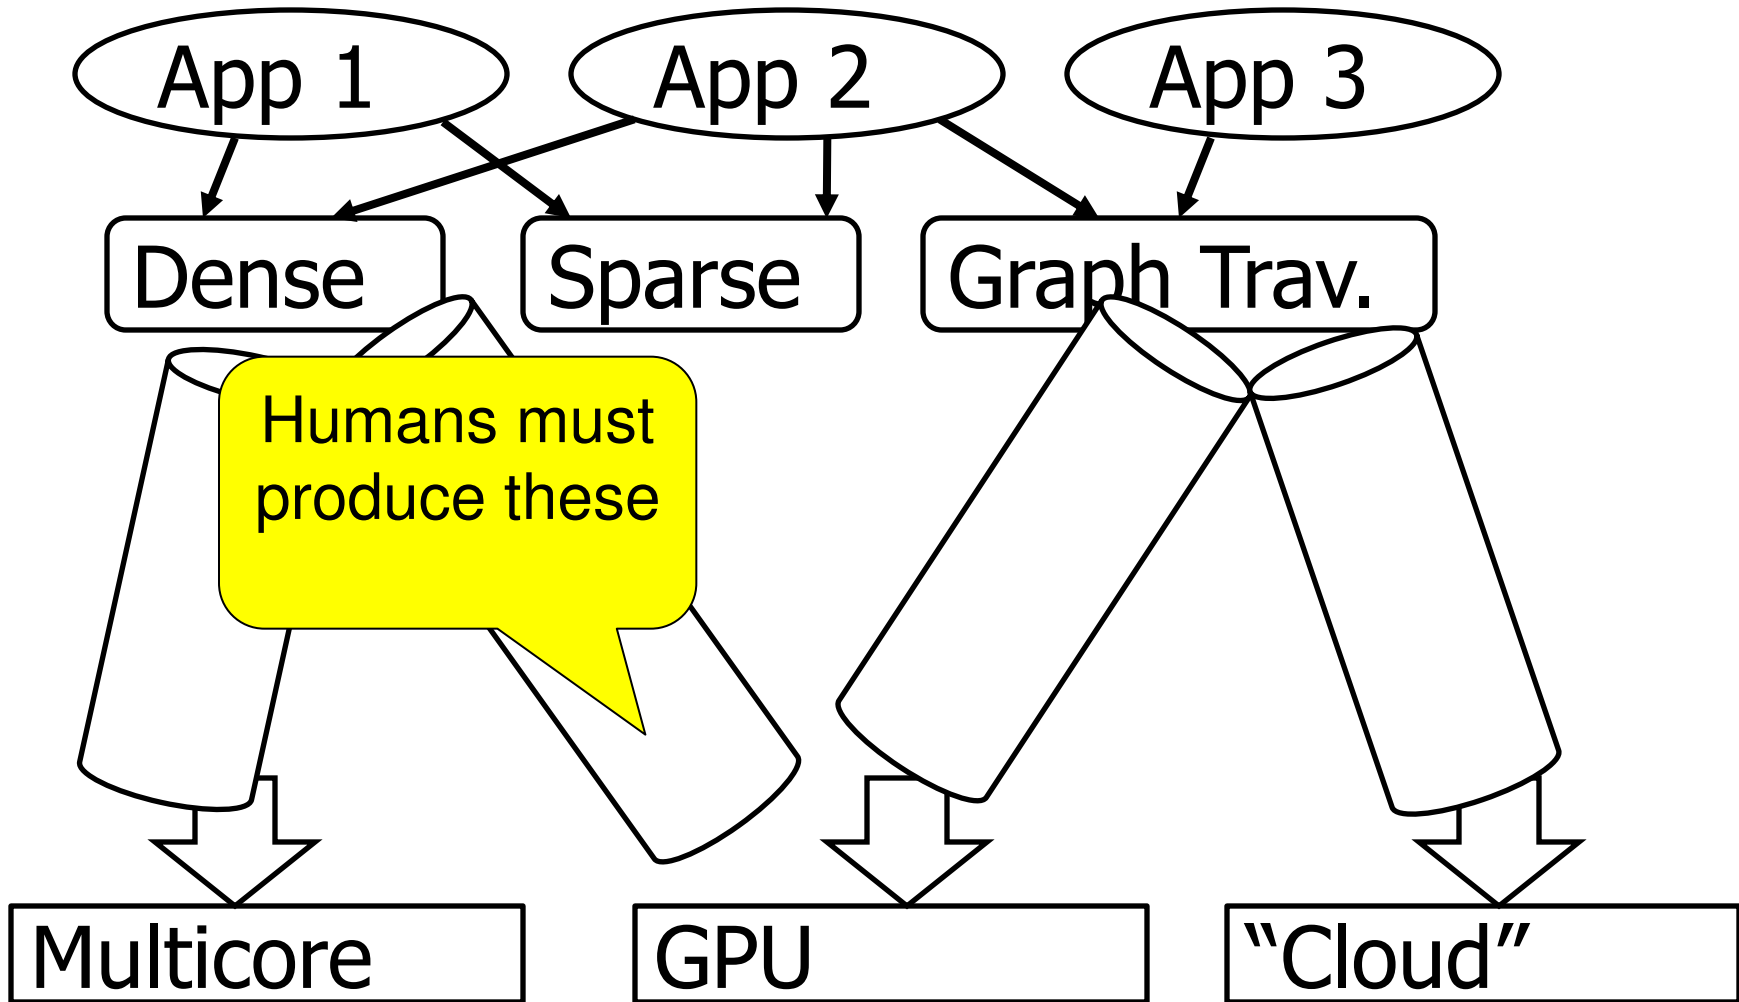 App 1
App 2
App 3
Dense
Sparse
Graph Trav.
Humans must
produce these
Multicore
GPU
“Cloud”